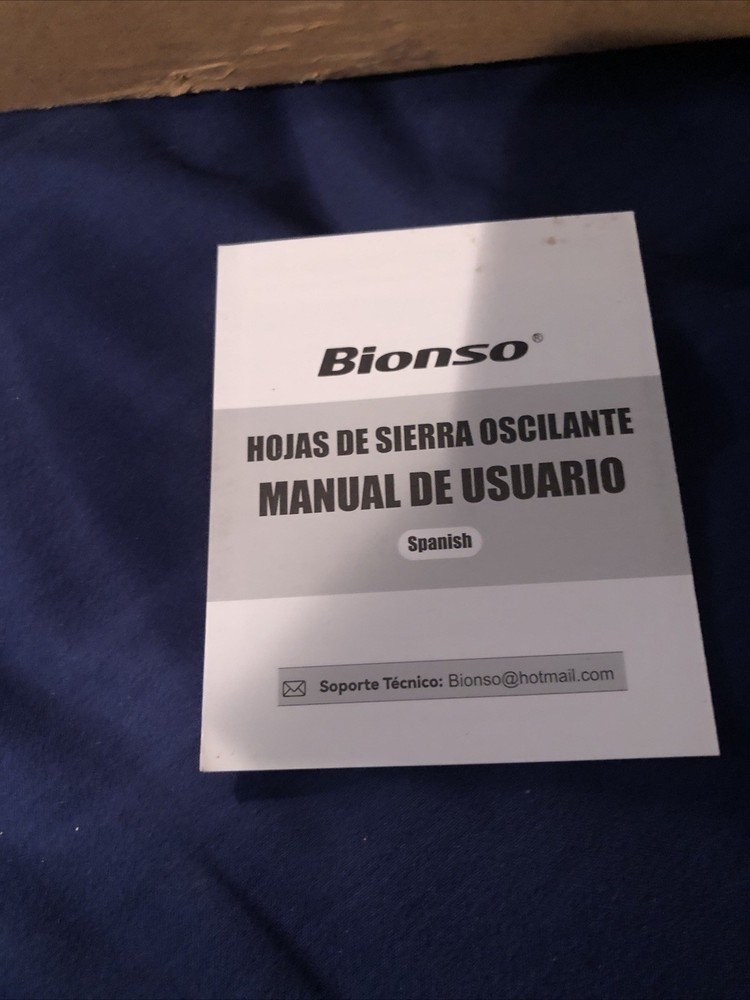 Bionso®
HOJAS DE SIERRA OSCILANTE
MANUAL DE USUARIO
Spanish
Soporte Técnico: Bionso@hotmail.com